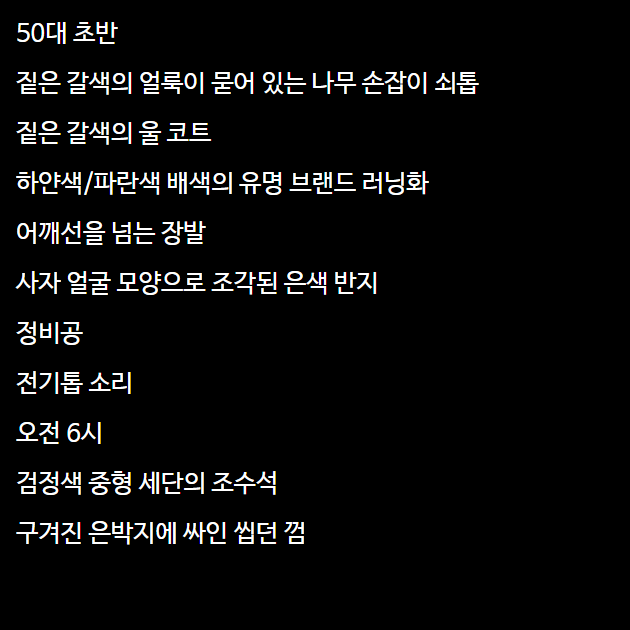 50대 초반
짙은 갈색의 얼룩이 묻어 있는 나무 손잡이 쇠톱
짙은 갈색의 울 코트
하얀색/파란색 배색의 유명 브랜드 러닝화
어깨선을 넘는 장발
사자 얼굴 모양으로 조각된 은색 반지
정비공
전기톱 소리
오전 6시
검정색 중형 세단의 조수석
구겨진 은박지에 싸인 씹던 껌